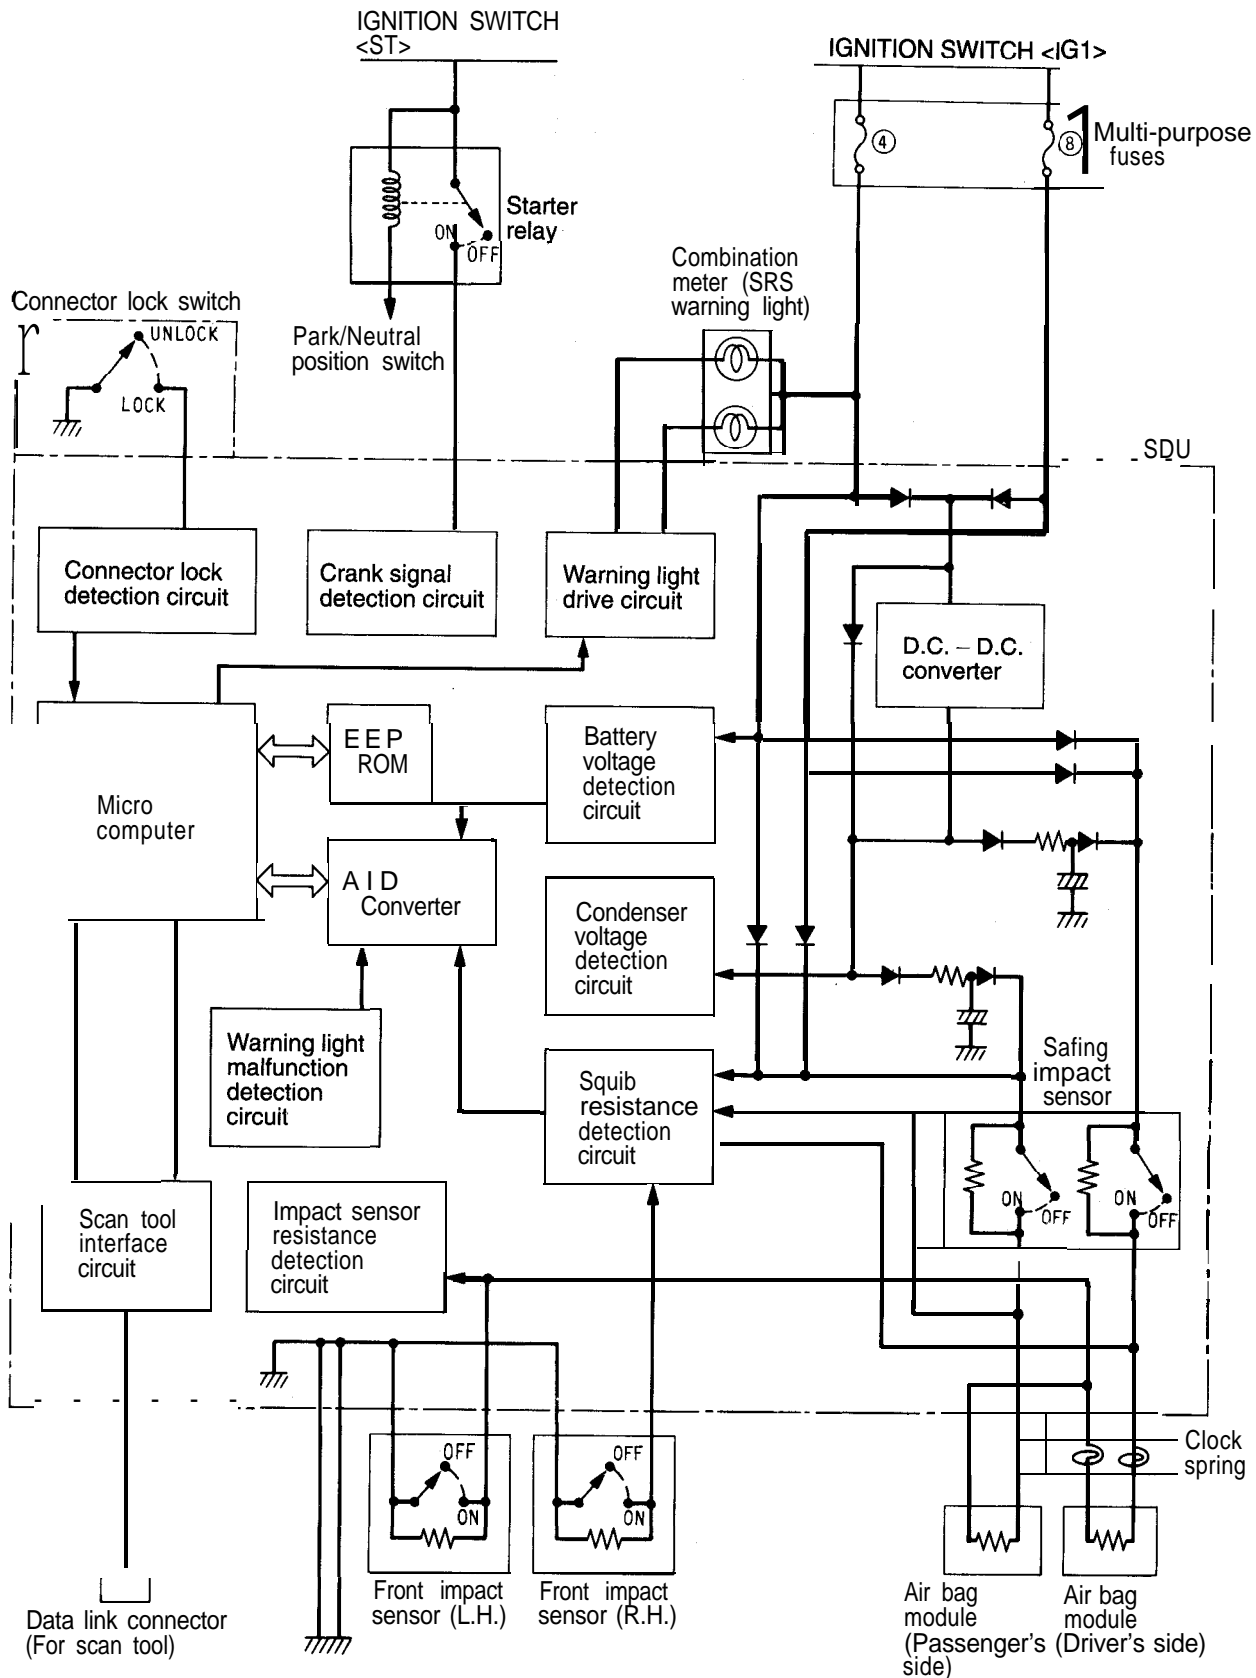 IGNITION SWITCH
<ST>
IGNITION SWITCH <IG1>
④
⑧
Multi-purpose
fuses
Starter
relay
ON
OFF
Combination
meter (SRS
warning light)
Connector lock switch
UNLOCK
LOCK
Park/Neutral
position switch
SDU
Connector lock
detection circuit
Crank signal
detection circuit
Warning light
drive circuit
D.C. – D.C.
converter
EEP
ROM
Battery
voltage
detection
circuit
Micro
computer
AID
Converter
Condenser
voltage
detection
circuit
Warning light
malfunction
detection
circuit
Squib
resistance
detection
circuit
Safing
impact
sensor
ON
OFF
ON
OFF
Scan tool
interface
circuit
Impact sensor
resistance
detection
circuit
OFF
ON
OFF
ON
Clock
spring
Data link connector
(For scan tool)
Front impact
sensor (L.H.)
Front impact
sensor (R.H.)
Air bag
module
(Passenger's
side)
Air bag
module
(Driver's side)